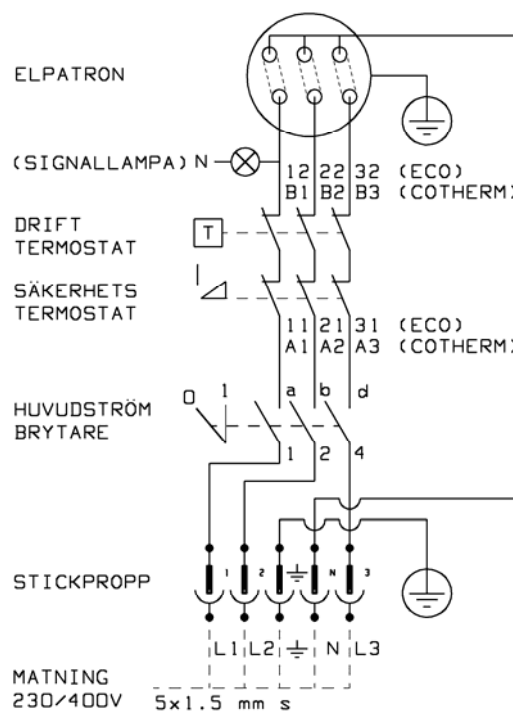 ELPATRON
(SIGNALLAMPA) N
12 22 32 (ECO)
B1 B2 B3 (COTHERM)
DRIFT
TERMOSTAT
T
SÄKERHETS
TERMOSTAT
11 21 31 (ECO)
A1 A2 A3 (COTHERM)
0 1 a b d
HUVUDSTRÖM
BRYTARE
1 2 4
STICKPROPP
1 2 N 3
L1 L2 N L3
MATNING
230/400V 5x1.5 mm s